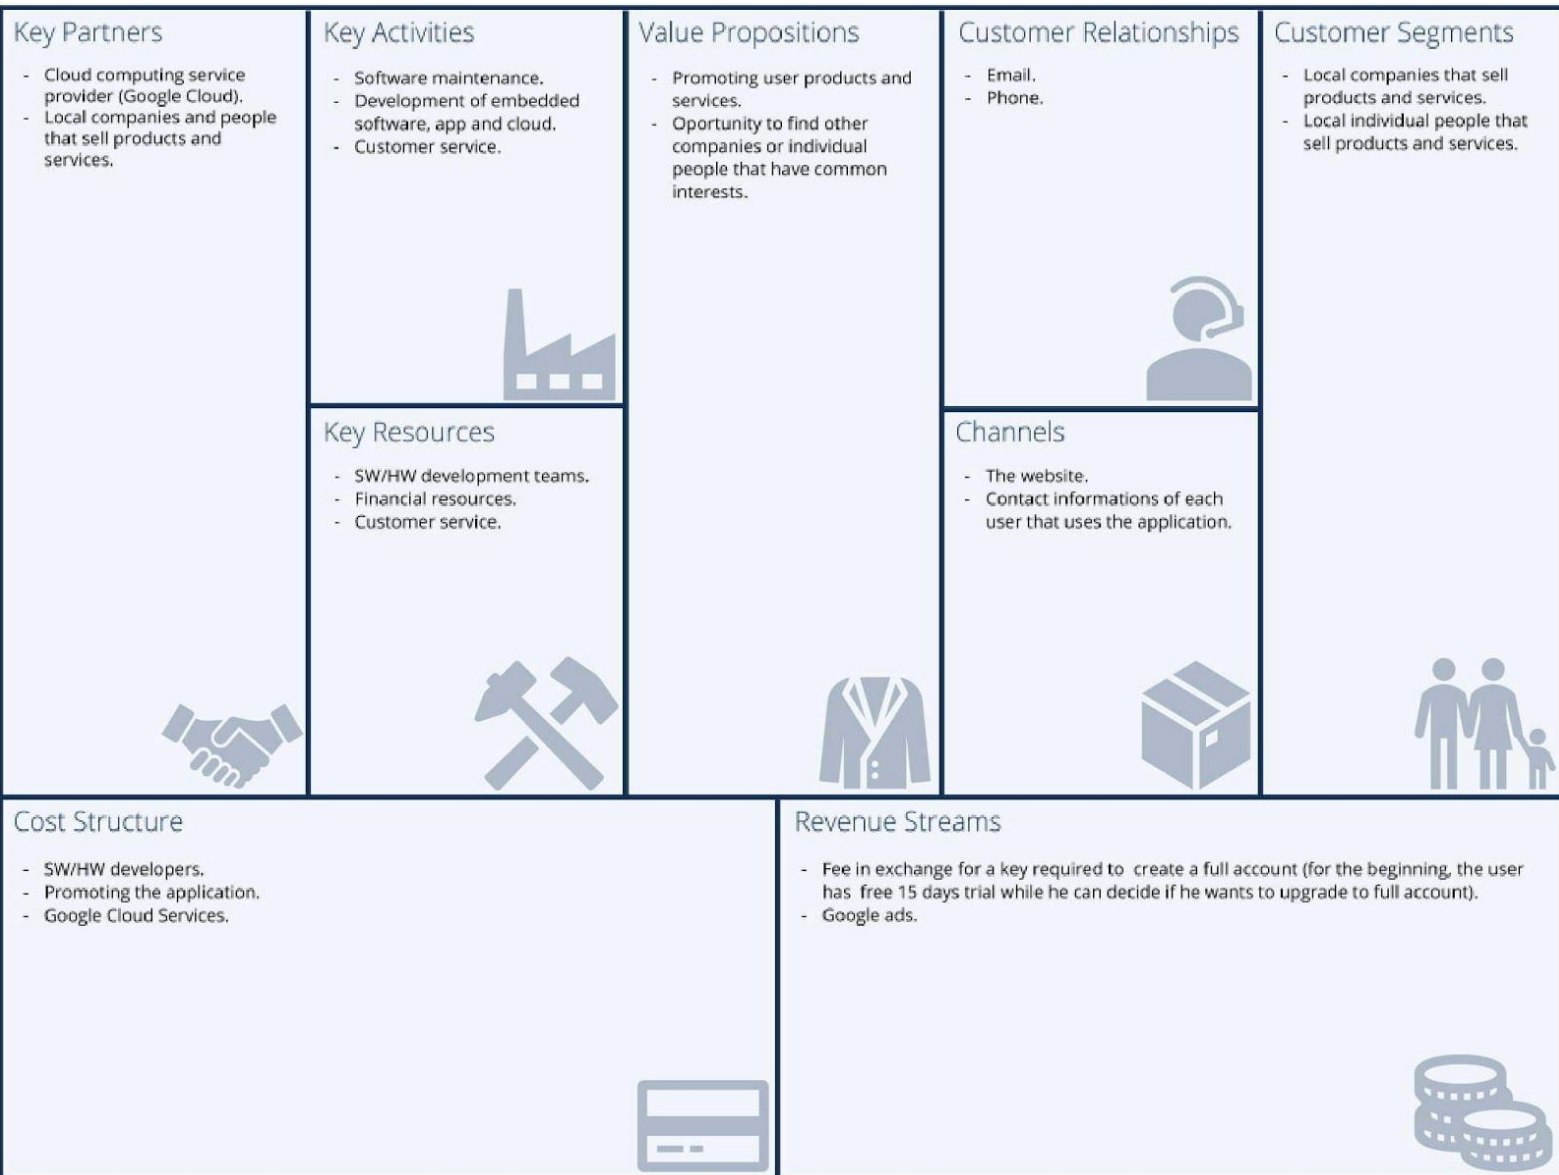 Key Partners
- Cloud computing service
provider (Google Cloud).
- Local companies and people
that sell products and
services.
Key Activities
- Software maintenance.
- Development of embedded
software, app and cloud.
- Customer service.
Key Resources
- SW/HW development teams.
- Financial resources.
- Customer service.
Value Propositions
- Promoting user products and
services.
- Oportunity to find other
companies or individual
people that have common
interests.
Customer Relationships
- Email.
- Phone.
Channels
- The website.
- Contact informations of each
user that uses the application.
Customer Segments
- Local companies that sell
products and services.
- Local individual people that
sell products and services.
Cost Structure
- SW/HW developers.
- Promoting the application.
- Google Cloud Services.
Revenue Streams
- Fee in exchange for a key required to create a full account (for the beginning, the user
has free 15 days trial while he can decide if he wants to upgrade to full account).
- Google ads.